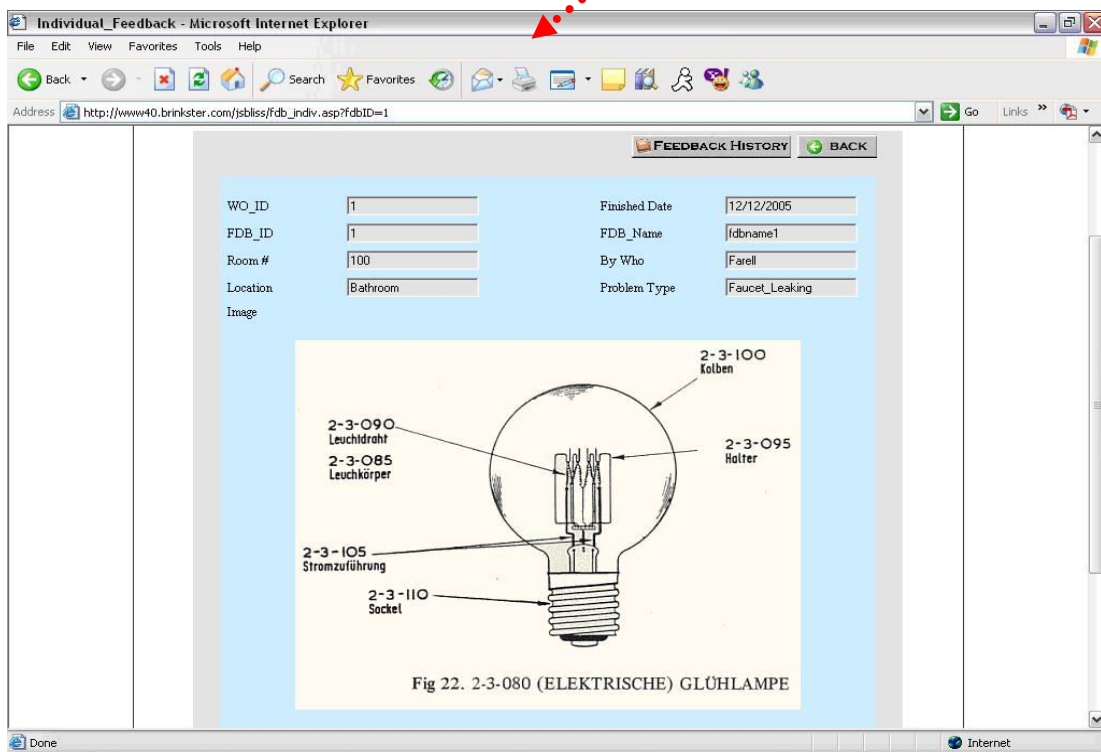 Individual_Feedback - Microsoft Internet Explorer
File Edit View Favorites Tools Help
Back Search Favorites
Address http://www40.brinkster.com/jsbliss/fdb_indiv.asp?fdbID=1 Go Links »
FEEDBACK HISTORY BACK
WO_ID 1 Finished Date 12/12/2005
FDB_ID 1 FDB_Name fdbname1
Room # 100 By Who Farell
Location Bathroom Problem Type Faucet_Leaking
Image
2-3-100
Kolben
2-3-090
Leuchtdraht
2-3-085
Leuchkörper
2-3-095
Halter
2-3-105
Stromzuführung
2-3-110
Sockel
Fig 22. 2-3-080 (ELEKTRISCHE) GLÜHLAMPE
Done Internet